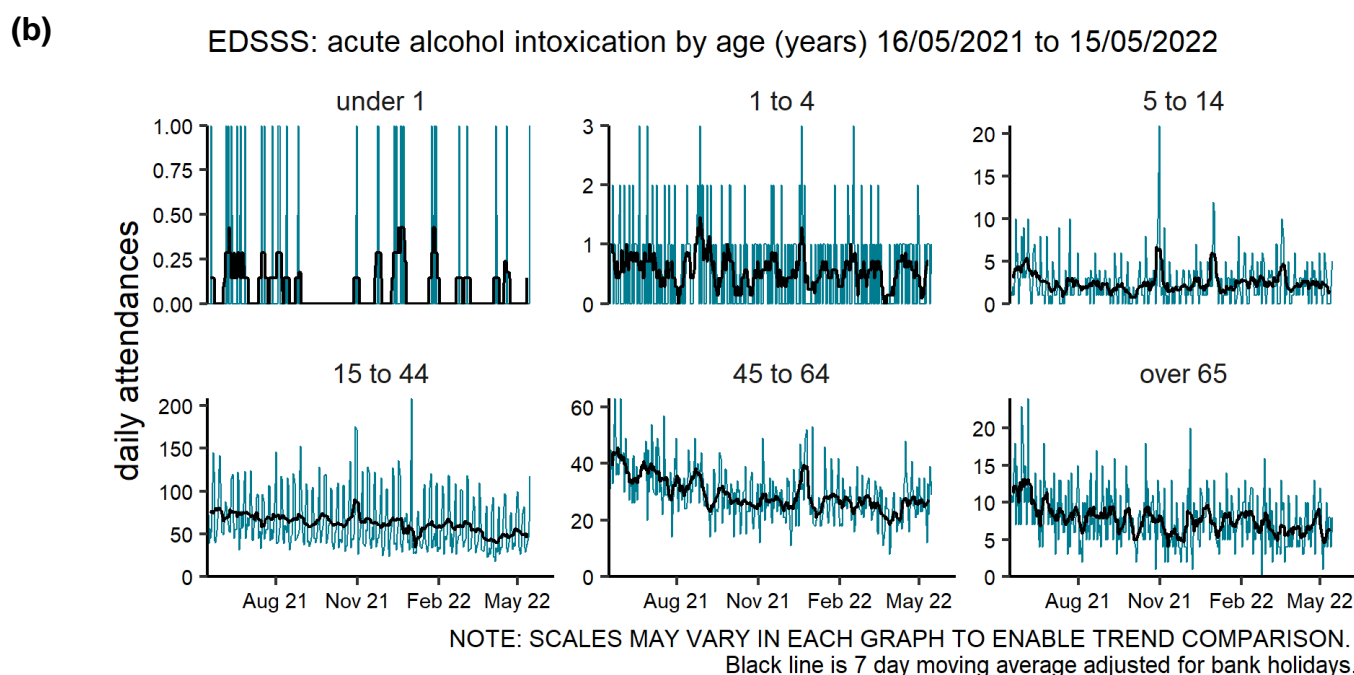 (b)
EDSSS: acute alcohol intoxication by age (years) 16/05/2021 to 15/05/2022
under 1
1 to 4
5 to 14
1.00
0.75
0.50
0.25
0.00
3
2
1
0
20
15
10
5
0
daily attendances
15 to 44
45 to 64
over 65
200
150
100
50
0
60
40
20
0
20
15
10
5
0
Aug 21 Nov 21 Feb 22 May 22
Aug 21 Nov 21 Feb 22 May 22
Aug 21 Nov 21 Feb 22 May 22
NOTE: SCALES MAY VARY IN EACH GRAPH TO ENABLE TREND COMPARISON.
Black line is 7 day moving average adjusted for bank holidays.